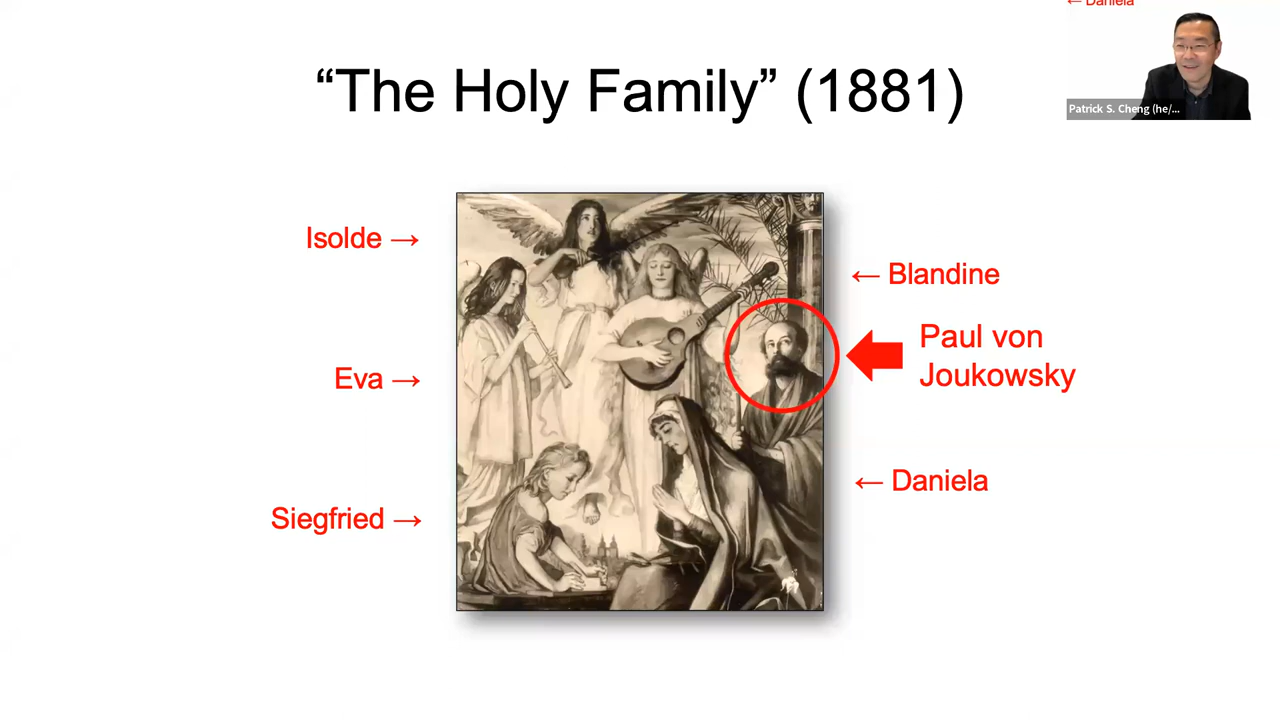 ← Daniela
“The Holy Family” (1881)
Patrick S. Cheng (he/...
Isolde →
← Blandine
Paul von
Joukowsky
Eva →
← Daniela
Siegfried →